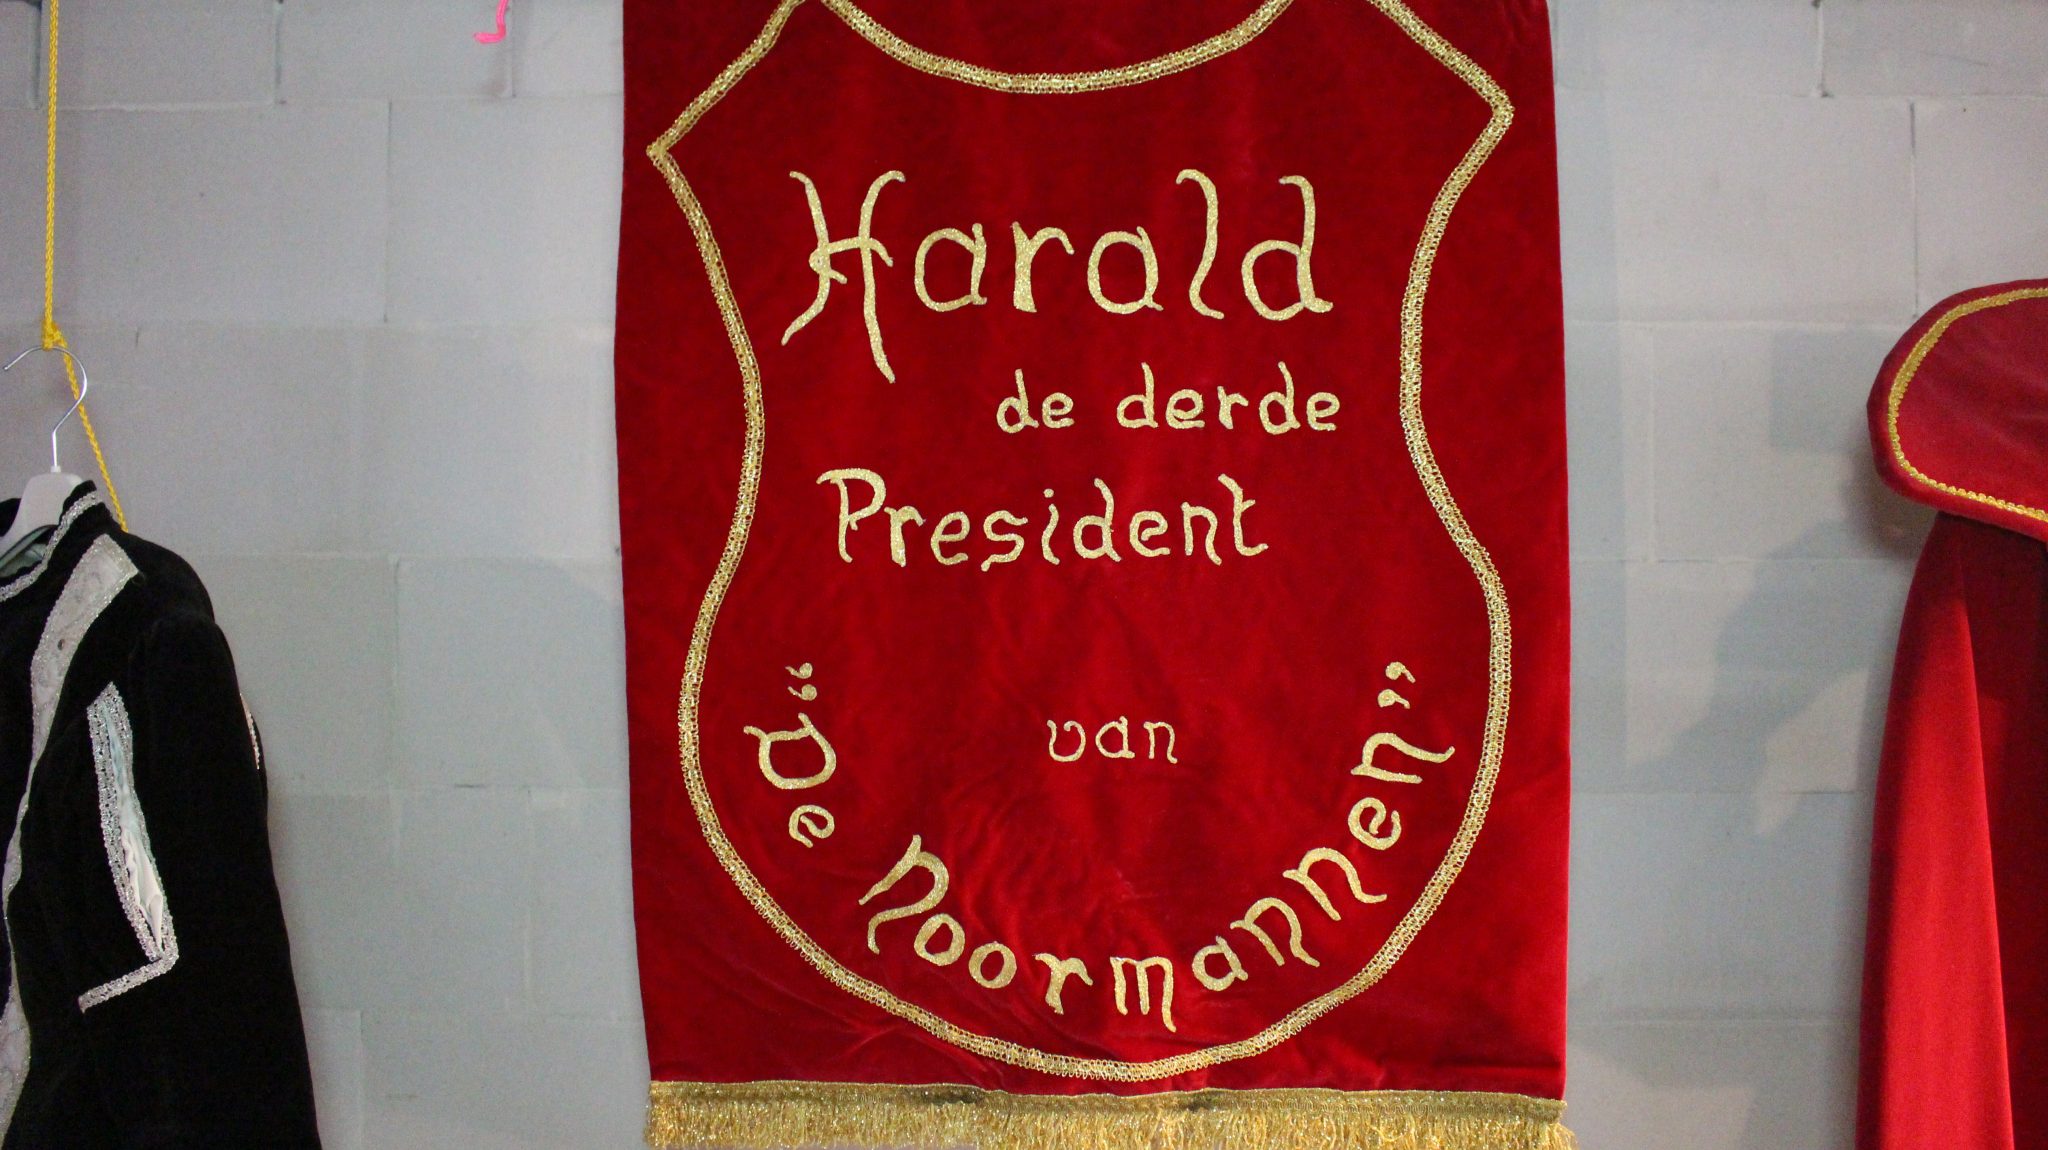 Harald
de derde
President
van
“De Noormannen”